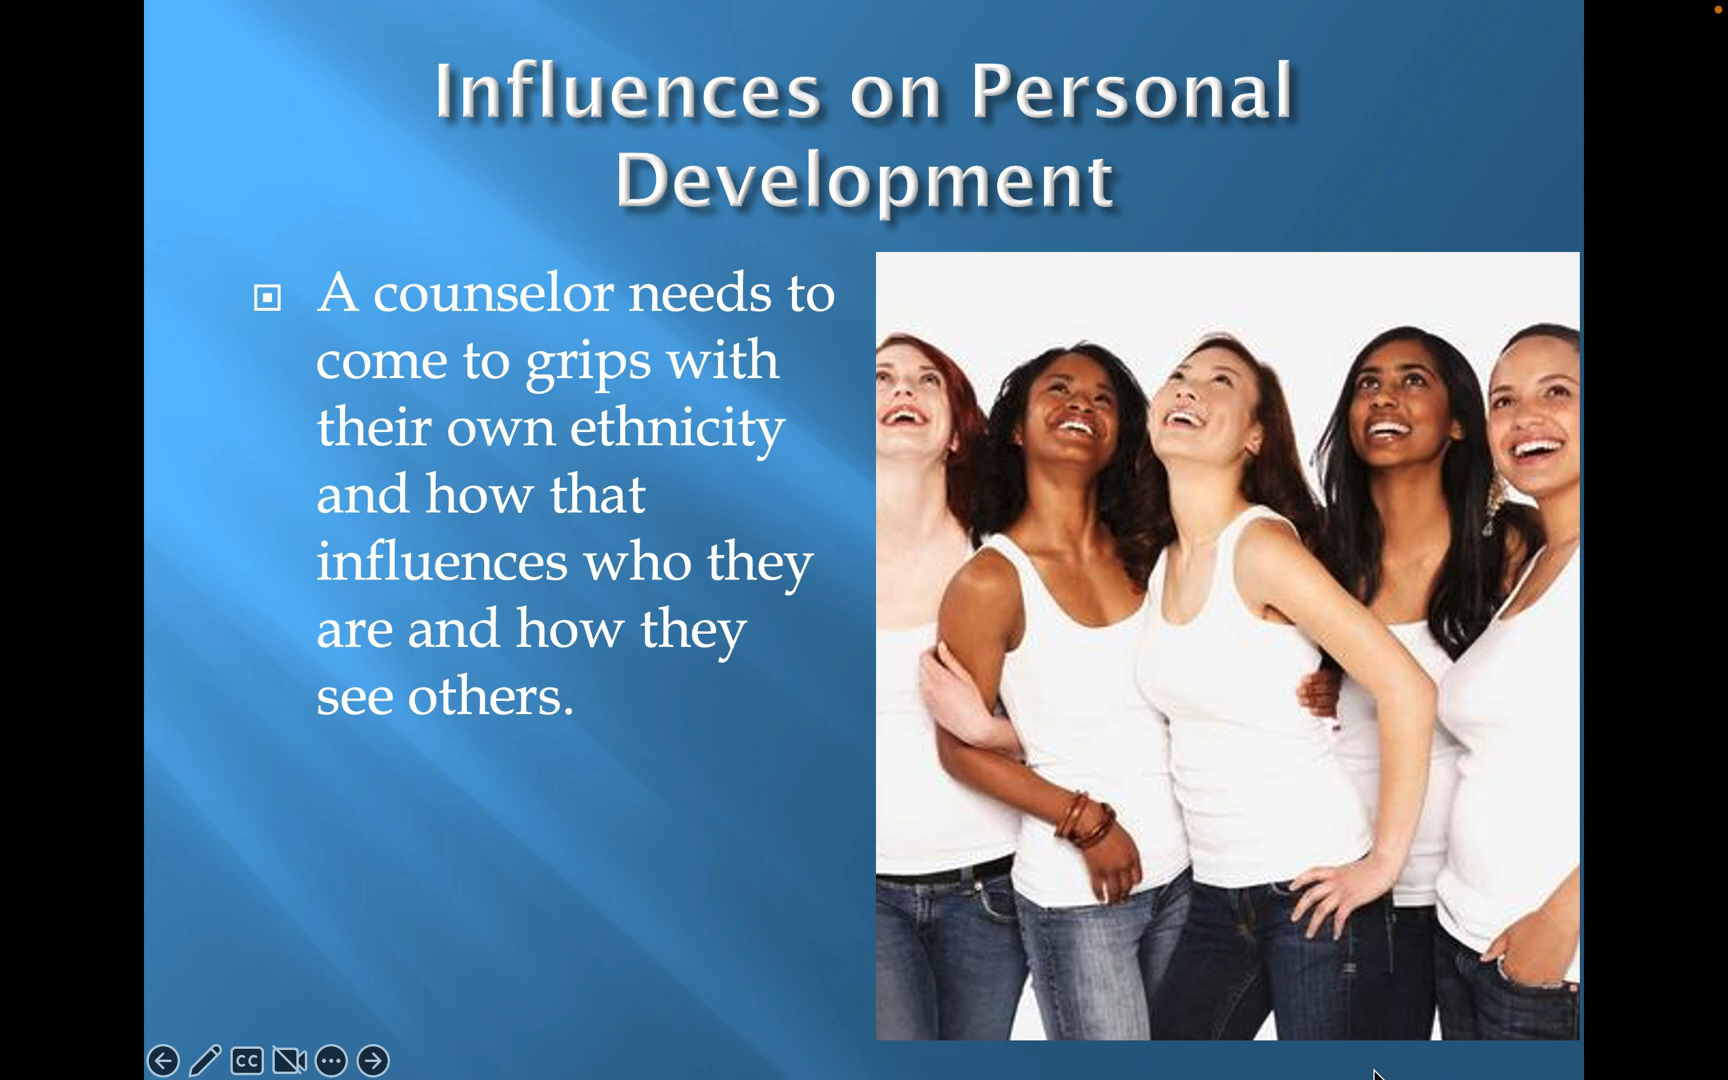 Influences on Personal
Development
A counselor needs to
come to grips with
their own ethnicity
and how that
influences who they
are and how they
see others.
CC